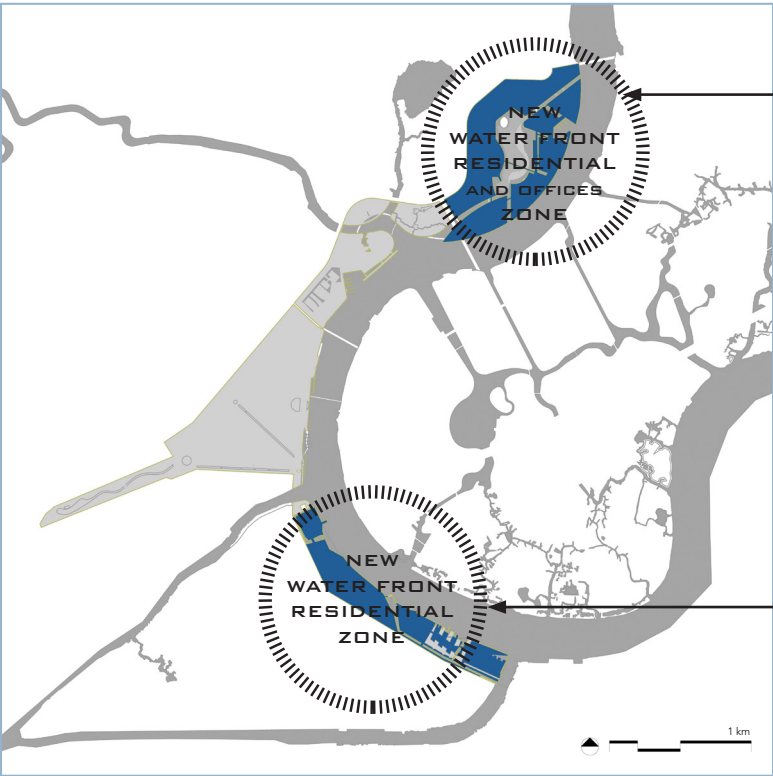 NEW
WATER FRONT
RESIDENTIAL
AND OFFICES
ZONE
NEW
WATER FRONT
RESIDENTIAL
ZONE
1 km